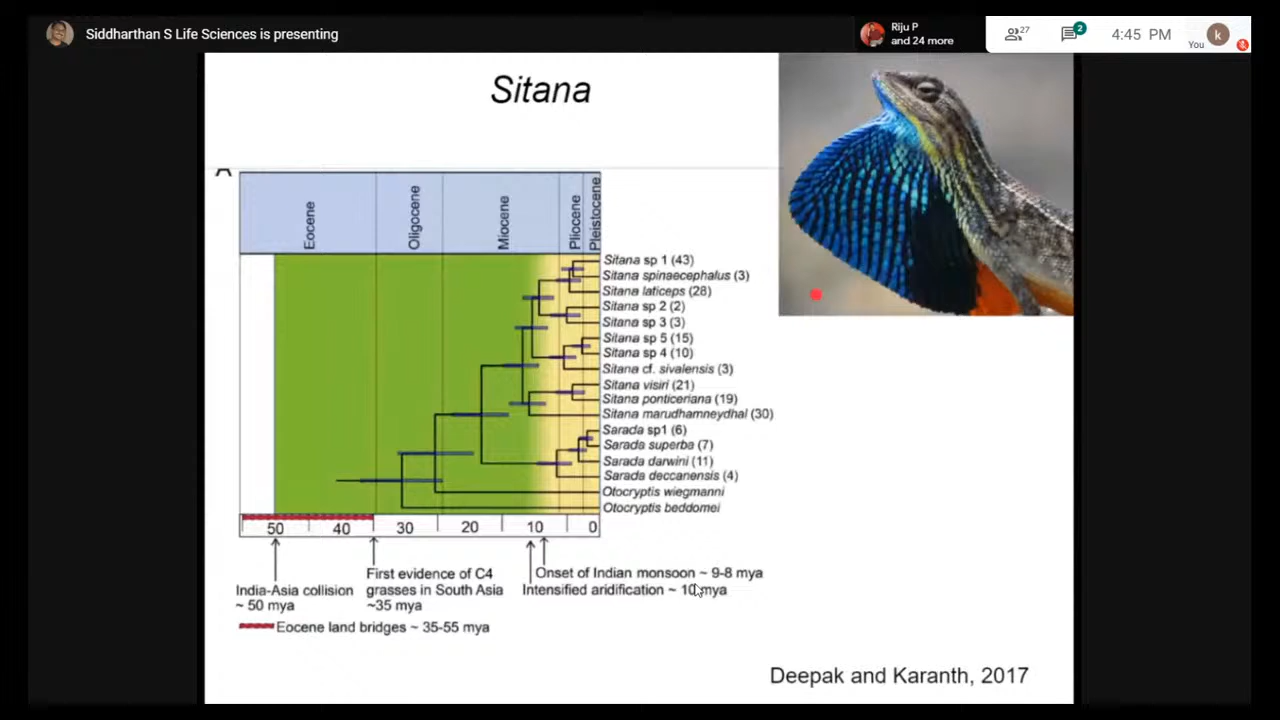 Siddharthan S Life Sciences is presenting
Riju P
and 24 more
27
2
4:45 PM
You
k
Sitana
A
Eocene
Oligocene
Miocene
Pliocene
Pleistocene
Sitana sp 1 (43)
Sitana spinaecephalus (3)
Sitana laticeps (28)
Sitana sp 2 (2)
Sitana sp 3 (3)
Sitana sp 5 (15)
Sitana sp 4 (10)
Sitana cf. sivalensis (3)
Sitana visiri (21)
Sitana ponticeriana (19)
Sitana marudhamneydhal (30)
Sarada sp1 (6)
Sarada superba (7)
Sarada darwini (11)
Sarada deccanensis (4)
Otocryptis wiegmanni
Otocryptis beddomei
50 40 30 20 10 0
India-Asia collision
~ 50 mya
First evidence of C4
grasses in South Asia
~35 mya
Onset of Indian monsoon ~ 9-8 mya
Intensified aridification ~ 10 mya
Eocene land bridges ~ 35-55 mya
Deepak and Karanth, 2017